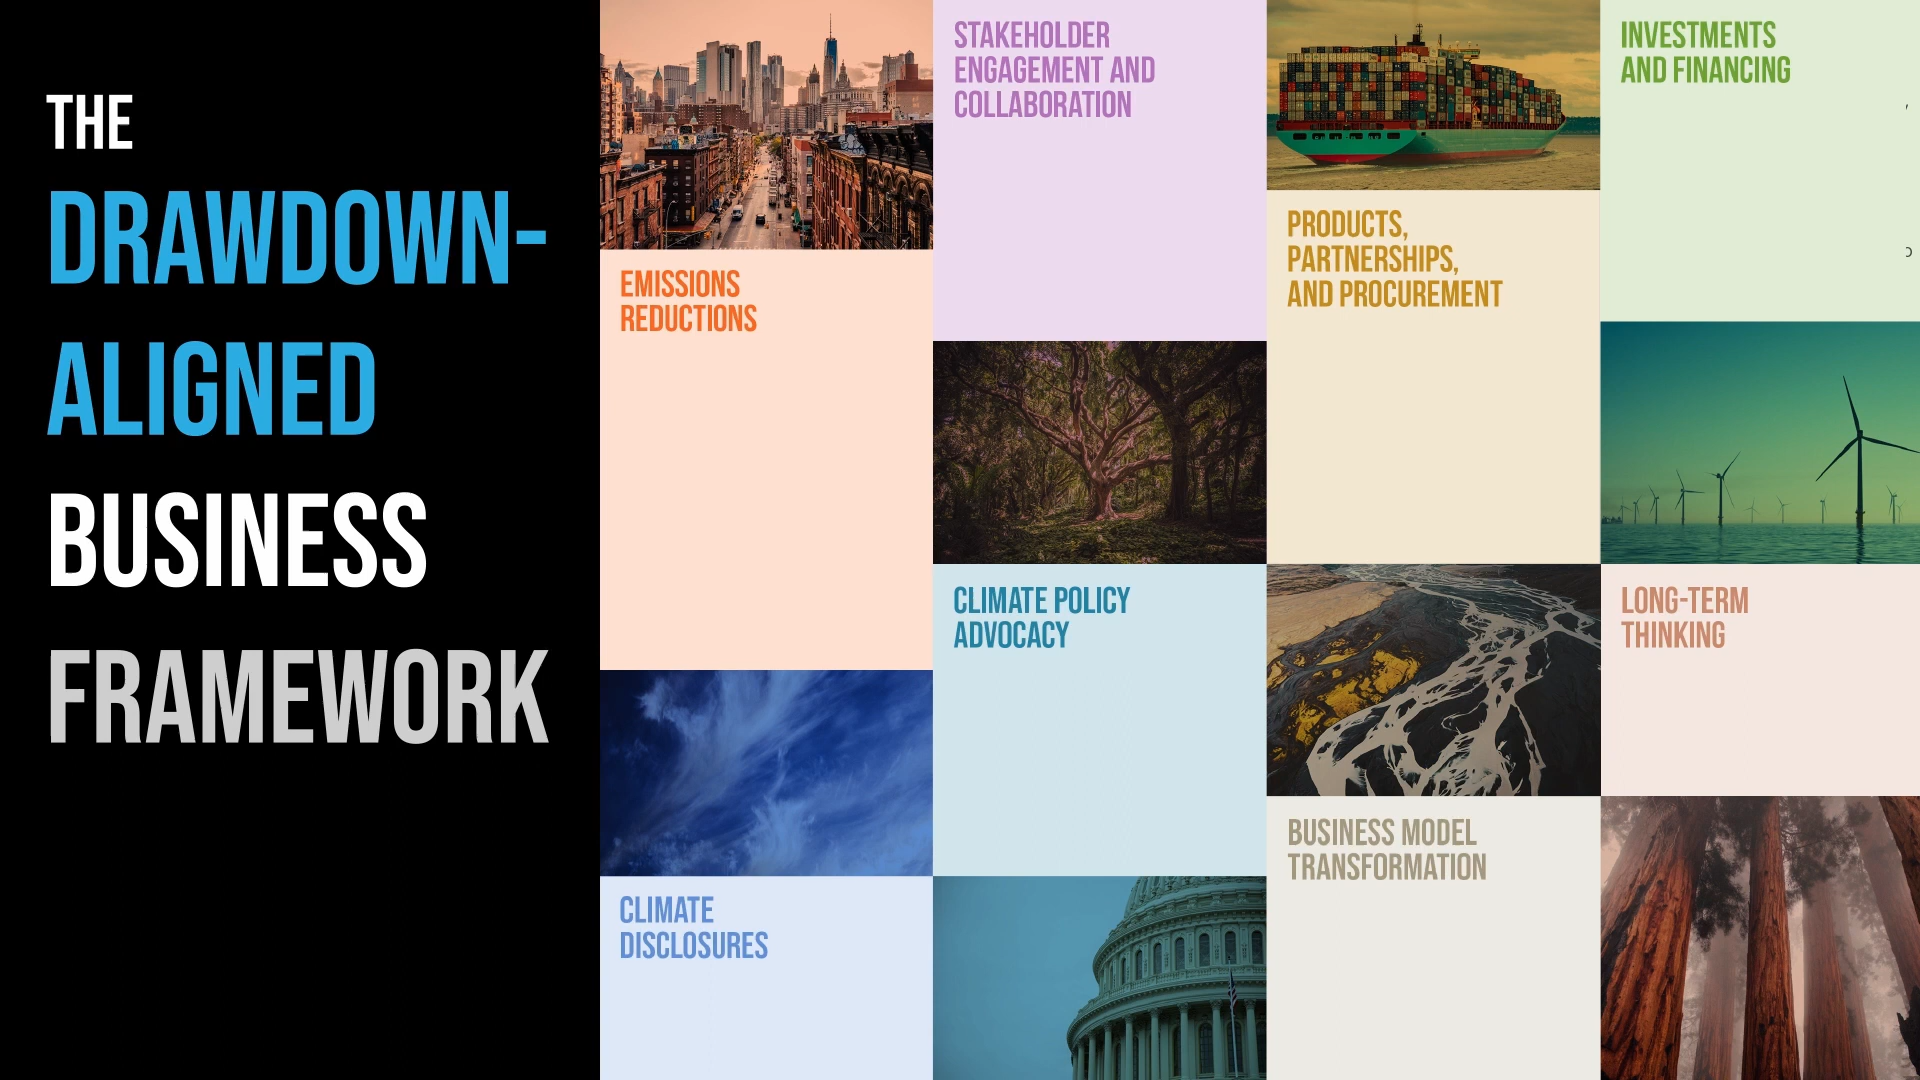 THE
DRAWDOWN-
ALIGNED
BUSINESS
FRAMEWORK
EMISSIONS
REDUCTIONS
CLIMATE
DISCLOSURES
STAKEHOLDER
ENGAGEMENT AND
COLLABORATION
CLIMATE POLICY
ADVOCACY
PRODUCTS,
PARTNERSHIPS,
AND PROCUREMENT
BUSINESS MODEL
TRANSFORMATION
INVESTMENTS
AND FINANCING
LONG-TERM
THINKING